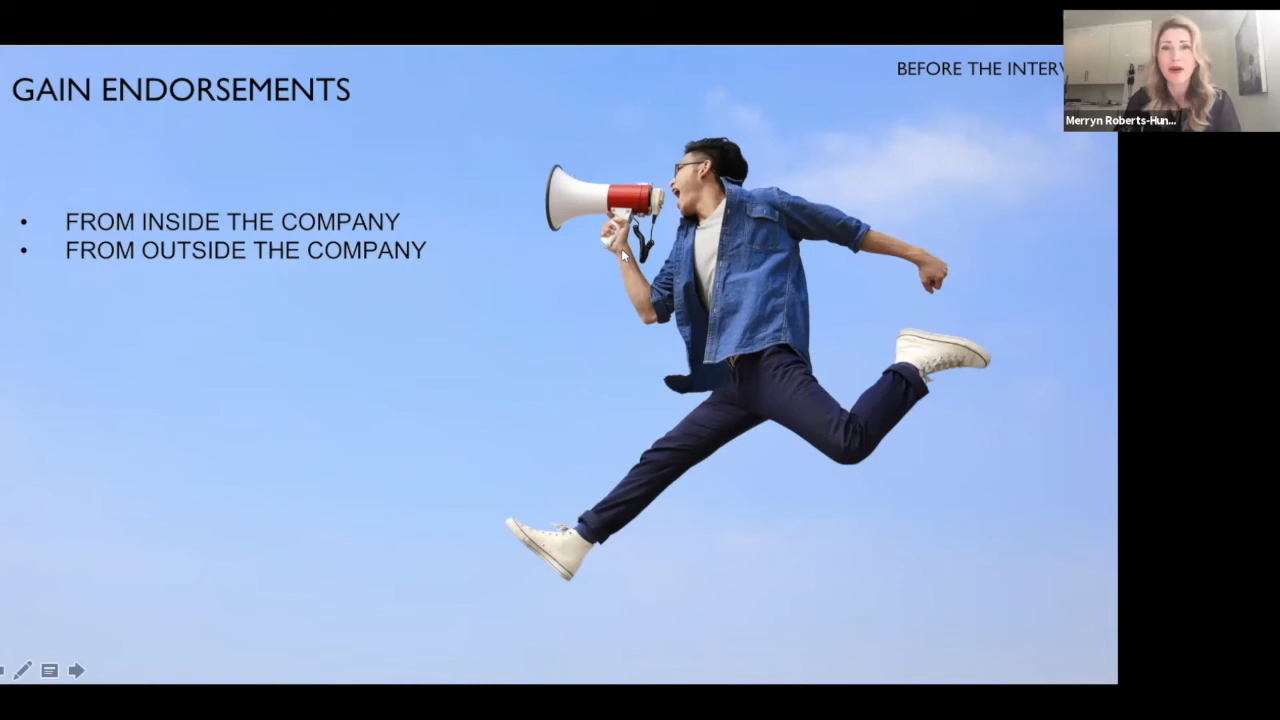 GAIN ENDORSEMENTS
BEFORE THE INTERV
• FROM INSIDE THE COMPANY
• FROM OUTSIDE THE COMPANY
Merryn Roberts-Hun...